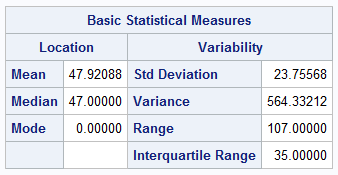 Basic Statistical Measures
Location Variability
Mean 47.92088 Std Deviation 23.75568
Median 47.00000 Variance 564.33212
Mode 0.00000 Range 107.00000
Interquartile Range 35.00000